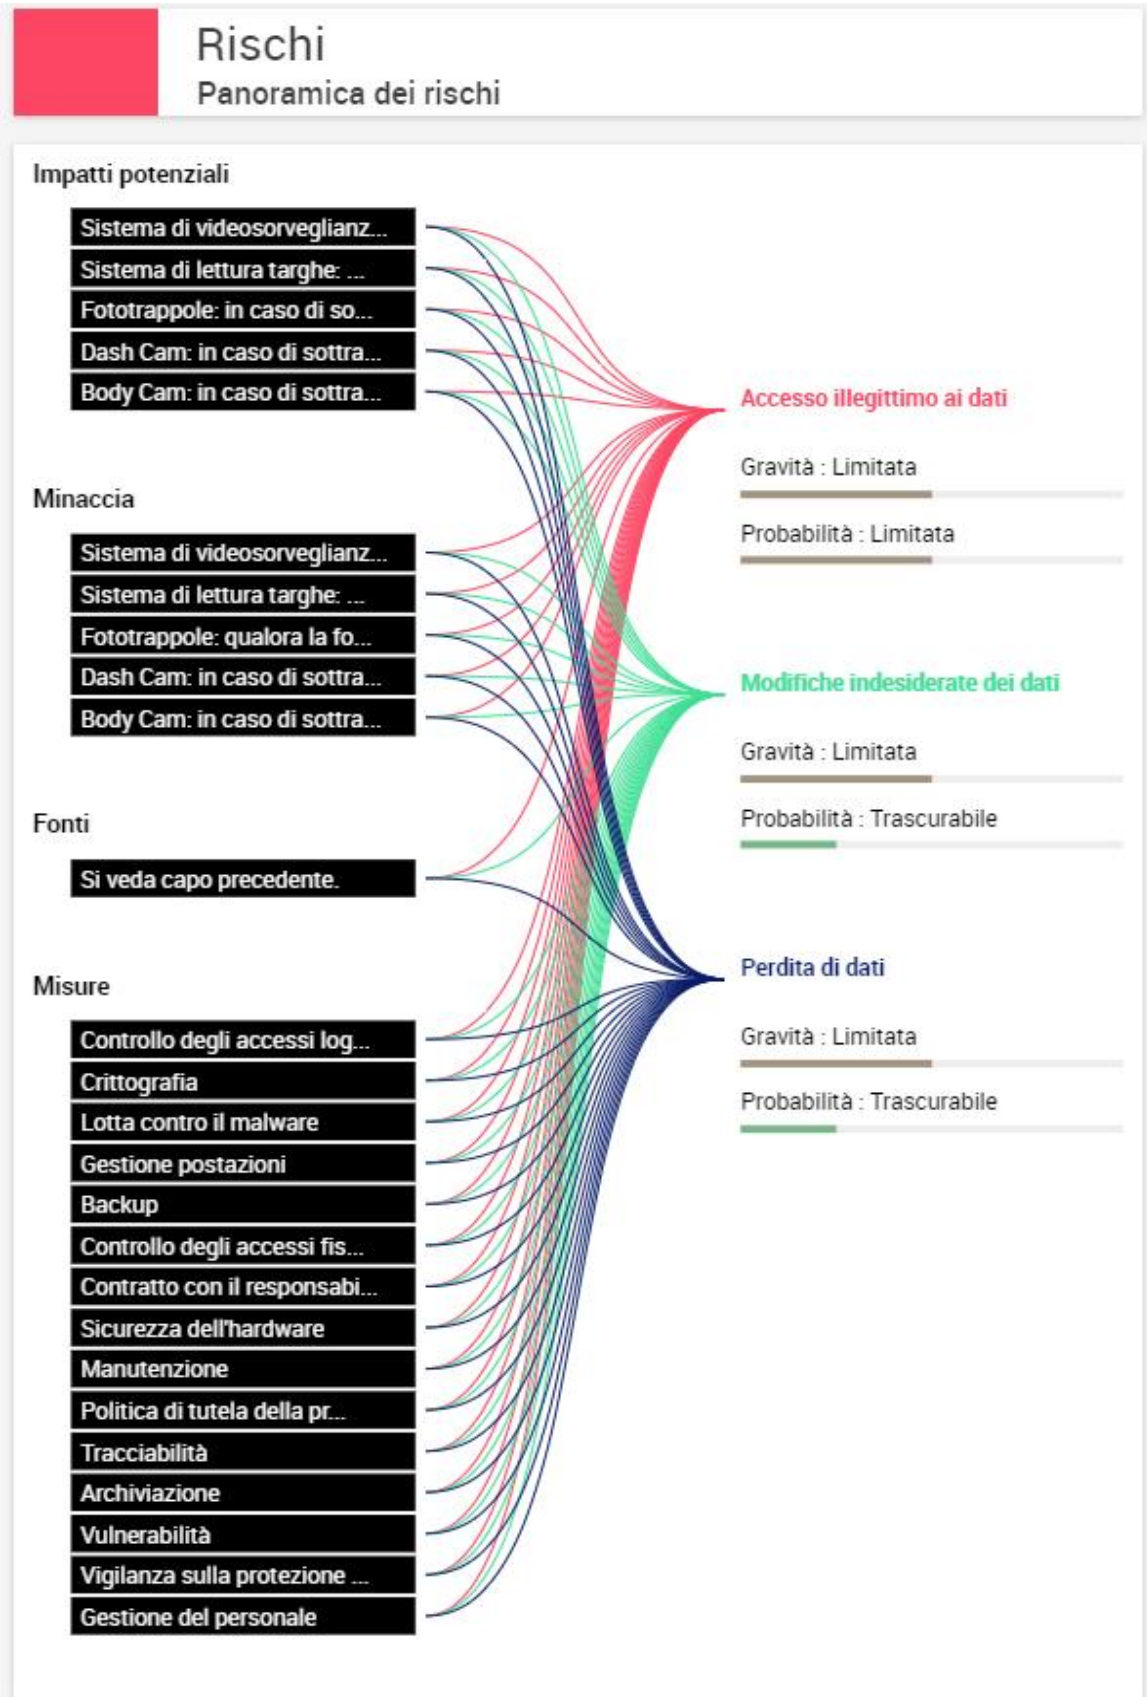 Rischi
Panoramica dei rischi
Impatti potenziali
Sistema di videosorveglianz...
Sistema di lettura targhe: ...
Fototrappole: in caso di so...
Dash Cam: in caso di sottra...
Body Cam: in caso di sottra...
Minaccia
Sistema di videosorveglianz...
Sistema di lettura targhe: ...
Fototrappole: qualora la fo...
Dash Cam: in caso di sottra...
Body Cam: in caso di sottra...
Fonti
Si veda capo precedente.
Misure
Controllo degli accessi log...
Crittografia
Lotta contro il malware
Gestione postazioni
Backup
Controllo degli accessi fis...
Contratto con il responsabi...
Sicurezza dell'hardware
Manutenzione
Politica di tutela della pr...
Tracciabilità
Archiviazione
Vulnerabilità
Vigilanza sulla protezione ...
Gestione del personale
Accesso illegittimo ai dati
Gravità : Limitata
Probabilità : Limitata
Modifiche indesiderate dei dati
Gravità : Limitata
Probabilità : Trascurabile
Perdita di dati
Gravità : Limitata
Probabilità : Trascurabile